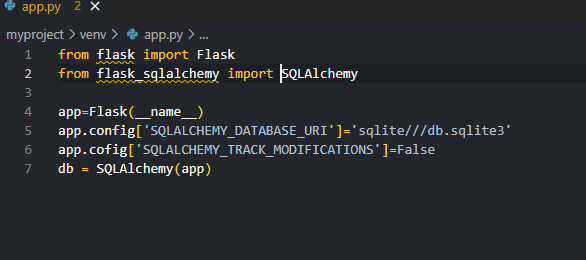 app.py 2 ×
myproject > venv > app.py > ...
1 from flask import Flask
2 from flask_sqlalchemy import SQLAlchemy
3
4 app=Flask(__name__)
5 app.config['SQLALCHEMY_DATABASE_URI']='sqlite///db.sqlite3'
6 app.cofig['SQLALCHEMY_TRACK_MODIFICATIONS']=False
7 db = SQLAlchemy(app)